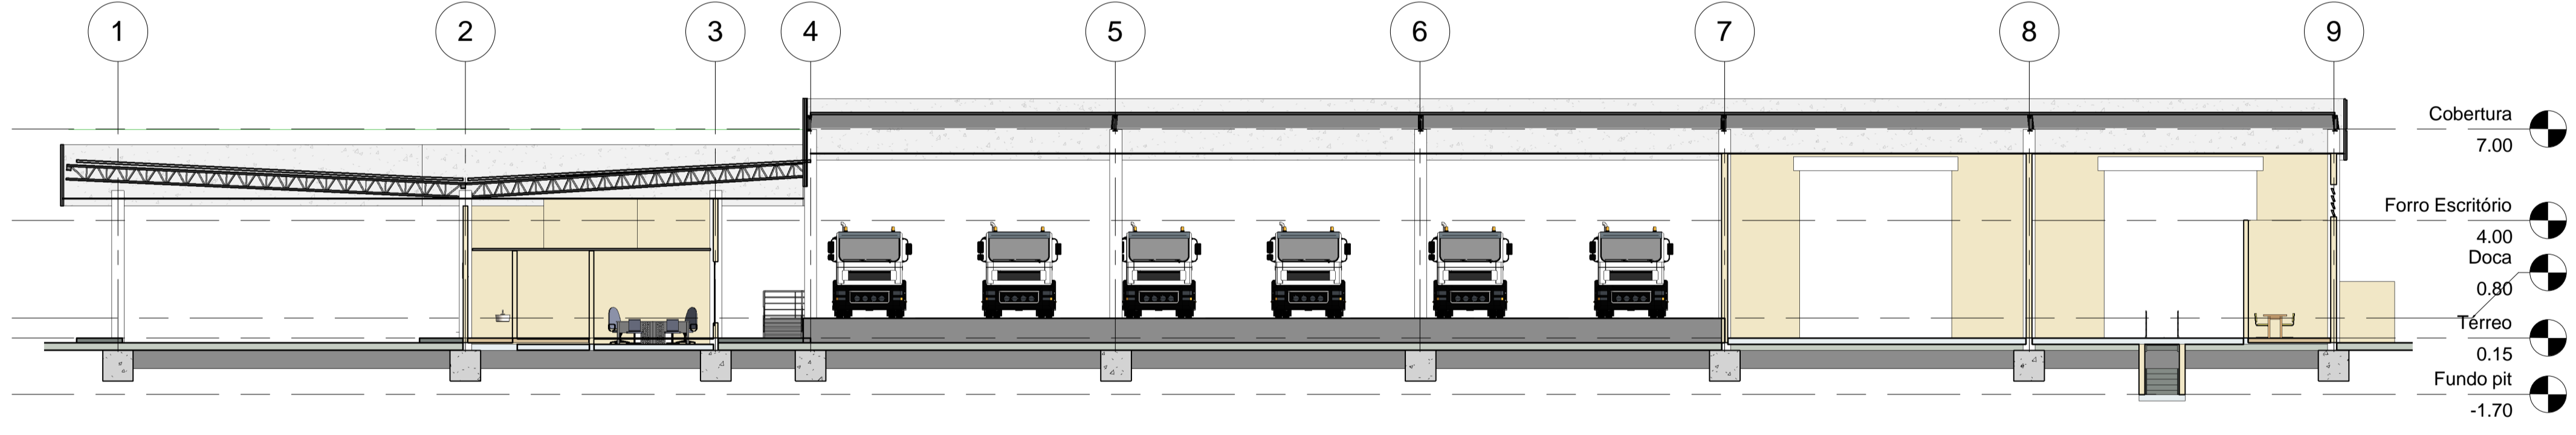 1 2 3 4 5 6 7 8 9
Cobertura
7.00
Forro Escritório
4.00
Doca
0.80
Térreo
0.15
Fundo pit
-1.70